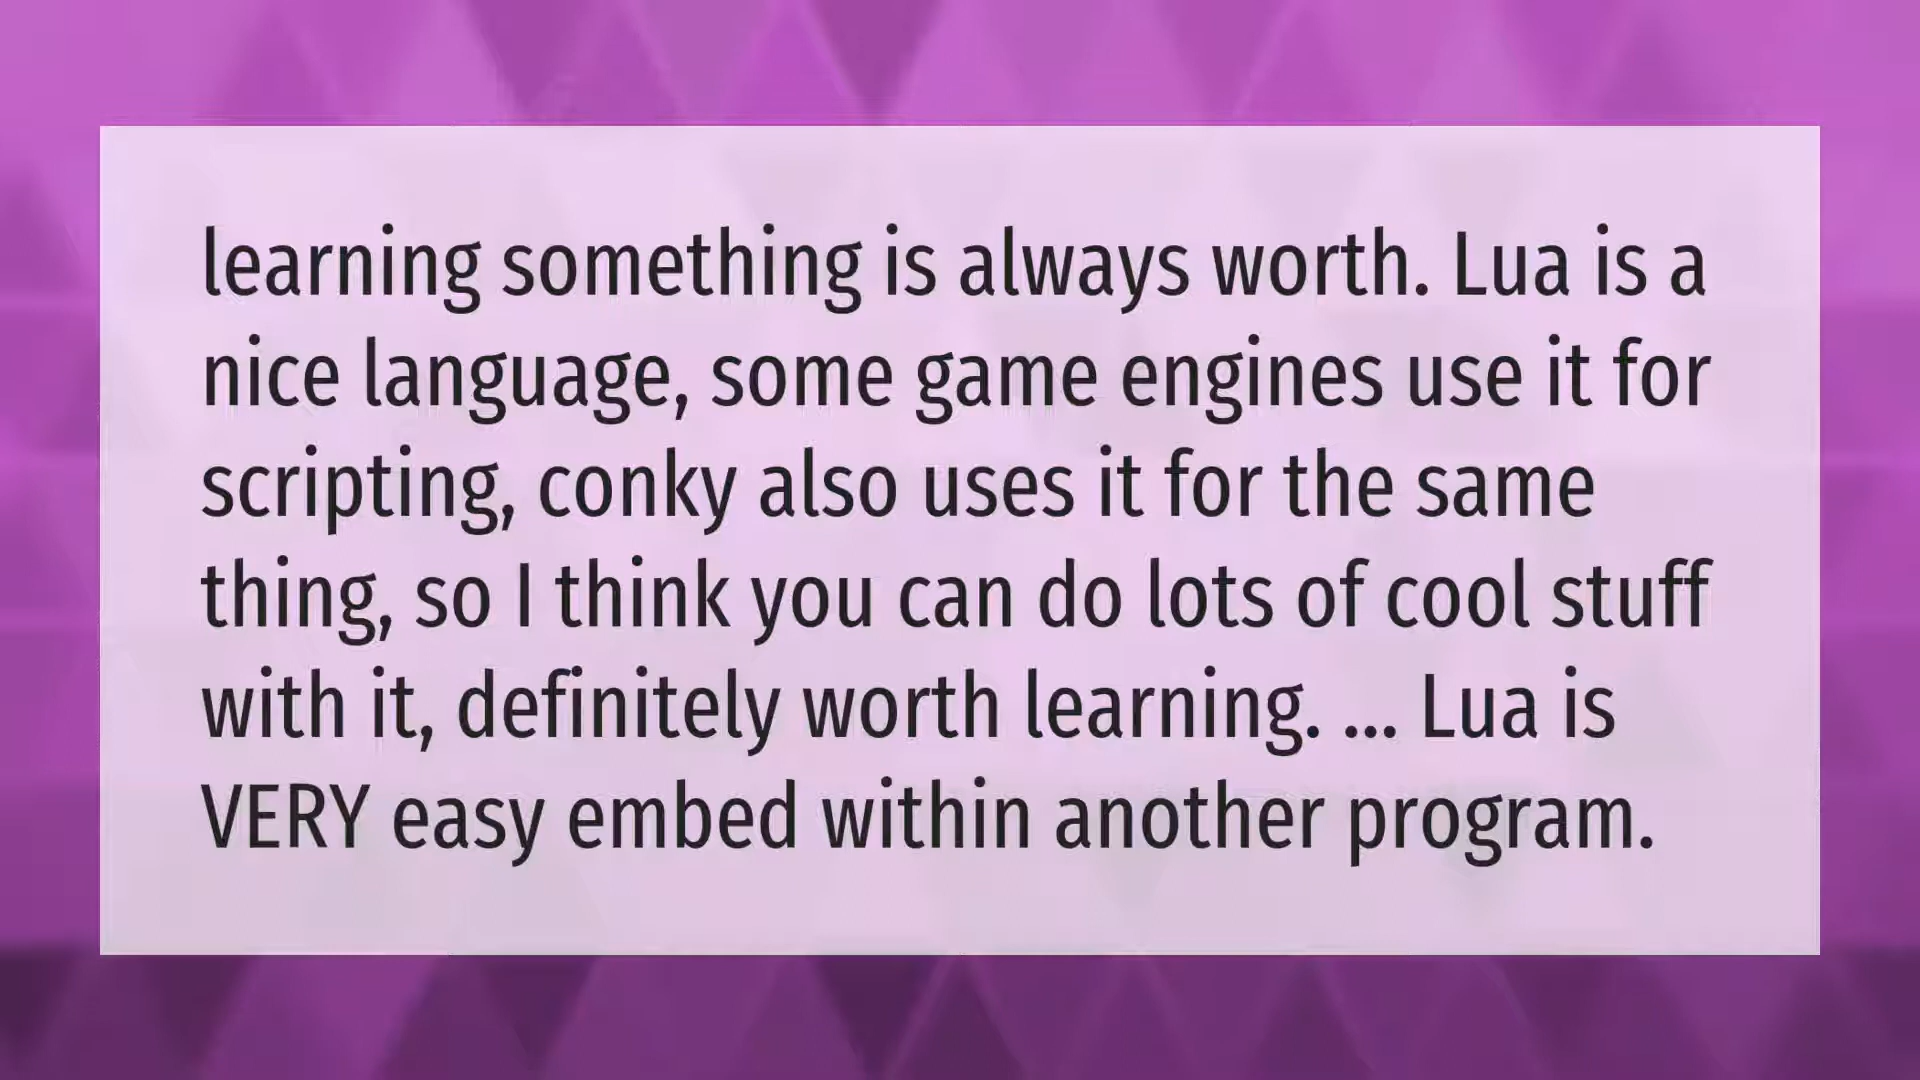 learning something is always worth. Lua is a
nice language, some game engines use it for
scripting, conky also uses it for the same
thing, so I think you can do lots of cool stuff
with it, definitely worth learning. ... Lua is
VERY easy embed within another program.